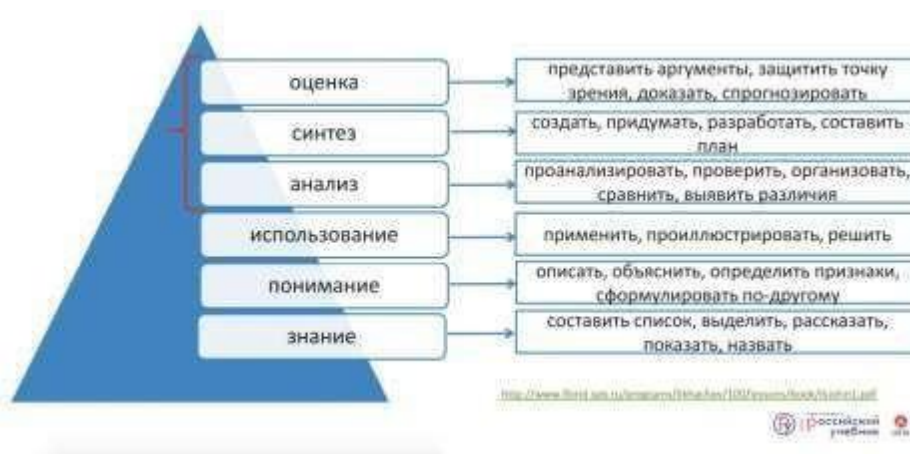 оценка
представить аргументы, защитить точку
зрения, доказать, спрогнозировать
синтез
создать, придумать, разработать, составить
план
анализ
проанализировать, проверить, организовать,
сравнить, выявить различия
использование
применить, проиллюстрировать, решить
понимание
описать, объяснить, определить признаки,
сформулировать по-другому
знание
составить список, выделить, рассказать,
показать, назвать
российский
учебник